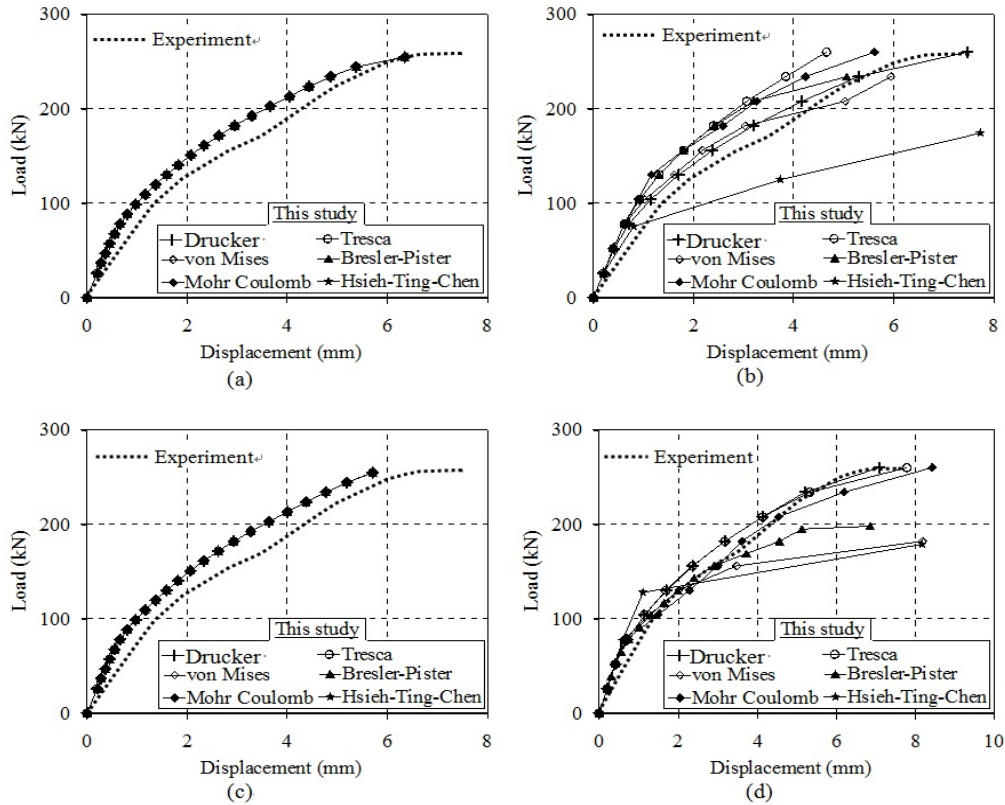 300
200
100
0
Load (kN)
Experiment
This study
Drucker
Tresca
von Mises
Bresler-Pister
Mohr Coulomb
Hsieh-Ting-Chen
0 2 4 6 8
Displacement (mm)
(a)
300
200
100
0
Load (kN)
Experiment
This study
Drucker
Tresca
von Mises
Bresler-Pister
Mohr Coulomb
Hsieh-Ting-Chen
0 2 4 6 8
Displacement (mm)
(b)
300
200
100
0
Load (kN)
Experiment
This study
Drucker
Tresca
von Mises
Bresler-Pister
Mohr Coulomb
Hsieh-Ting-Chen
0 2 4 6 8
Displacement (mm)
(c)
300
200
100
0
Load (kN)
Experiment
This study
Drucker
Tresca
von Mises
Bresler-Pister
Mohr Coulomb
Hsieh-Ting-Chen
0 2 4 6 8 10
Displacement (mm)
(d)